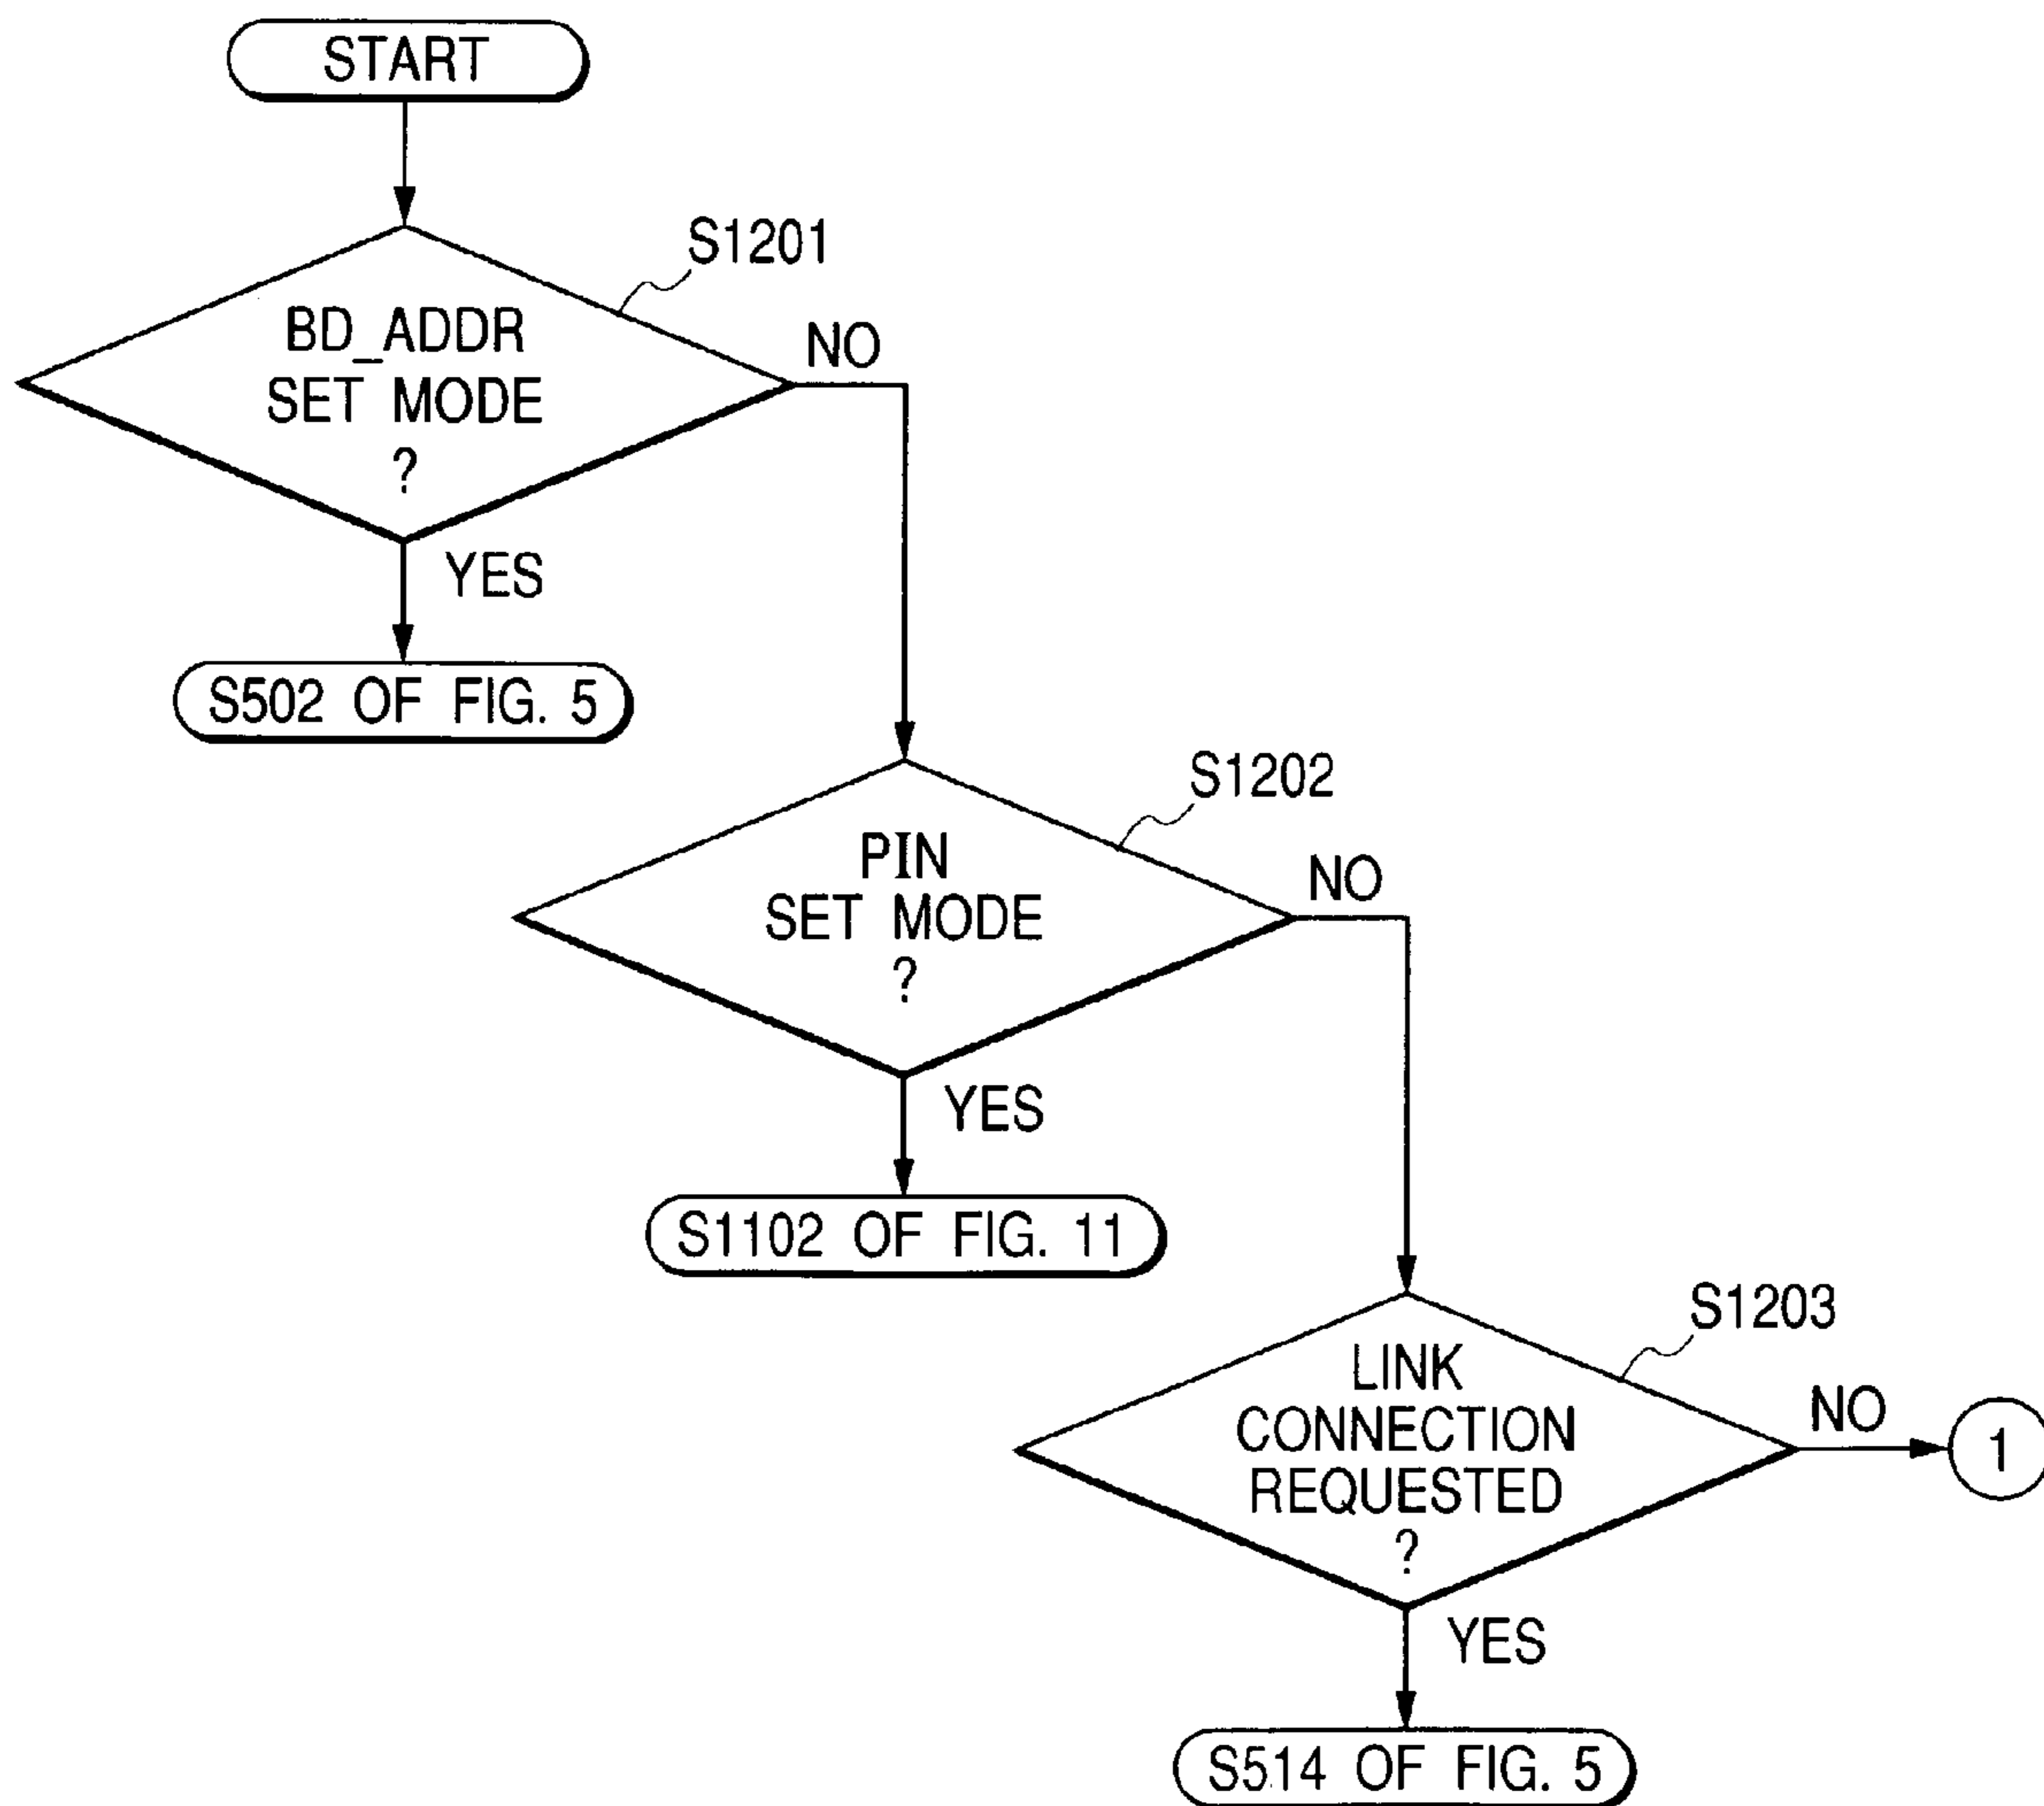 START
S1201
BD_ADDR
SET MODE
?
NO
YES
S502 OF FIG. 5
S1202
PIN
SET MODE
?
NO
YES
S1102 OF FIG. 11
S1203
LINK
CONNECTION
REQUESTED
?
NO
1
YES
S514 OF FIG. 5